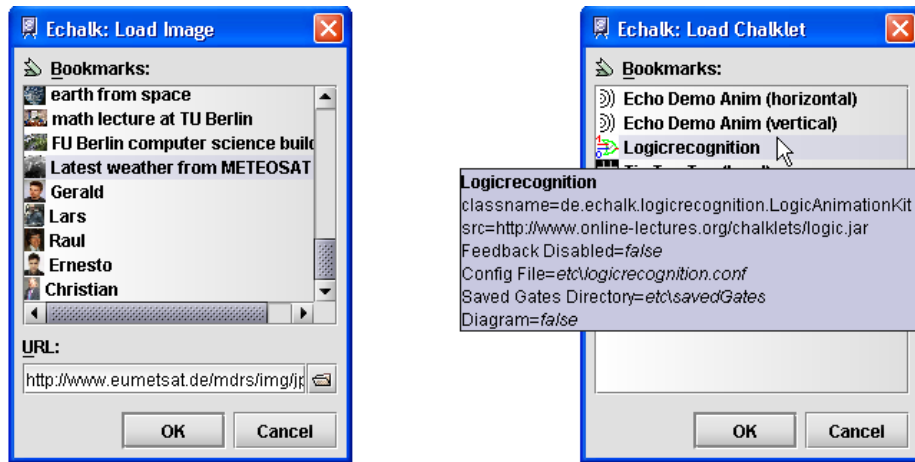 Echalk: Load Image
Bookmarks:
earth from space
math lecture at TU Berlin
FU Berlin computer science build
Latest weather from METEOSAT
Gerald
Lars
Raul
Ernesto
Christian
URL:
http://www.eumetsat.de/mdrs/img/jp
OK Cancel
Echalk: Load Chalklet
Bookmarks:
Echo Demo Anim (horizontal)
Echo Demo Anim (vertical)
Logicrecognition
Logicrecognition
classname=de.echalk.logicrecognition.LogicAnimationKit
src=http://www.online-lectures.org/chalklets/logic.jar
Feedback Disabled=false
Config File=etc\logicrecognition.conf
Saved Gates Directory=etc\savedGates
Diagram=false
OK Cancel